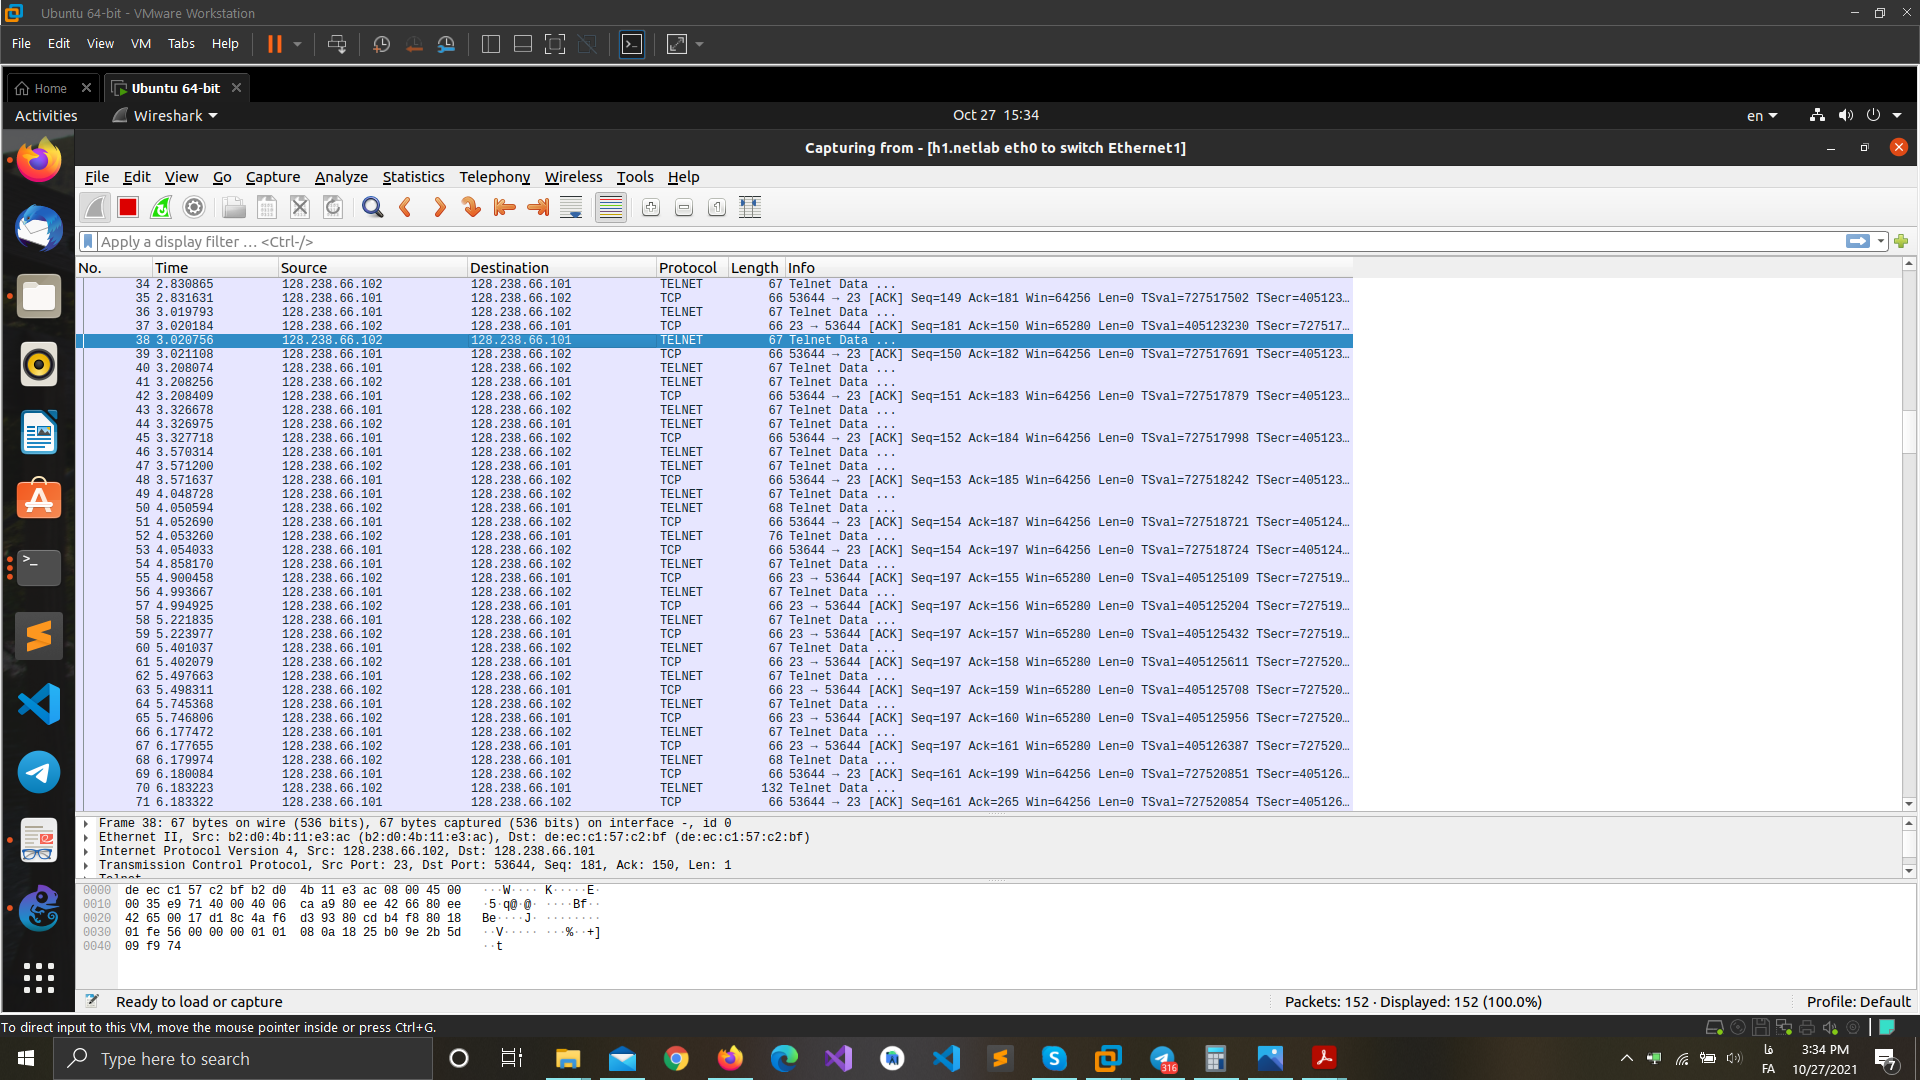 Ubuntu 64-bit - VMware Workstation
File Edit View VM Tabs Help
Home Ubuntu 64-bit
Activities Wireshark Oct 27 15:34 en
Capturing from - [h1.netlab eth0 to switch Ethernet1]
File Edit View Go Capture Analyze Statistics Telephony Wireless Tools Help
Apply a display filter … <Ctrl-/>
No. Time Source Destination Protocol Length Info
34 2.830865 128.238.66.102 128.238.66.101 TELNET 67 Telnet Data ...
35 2.831631 128.238.66.101 128.238.66.102 TCP 66 53644 → 23 [ACK] Seq=149 Ack=181 Win=64256 Len=0 TSval=727517502 TSecr=405123…
36 3.019793 128.238.66.101 128.238.66.102 TELNET 67 Telnet Data ...
37 3.020184 128.238.66.102 128.238.66.101 TCP 66 23 → 53644 [ACK] Seq=181 Ack=150 Win=65280 Len=0 TSval=405123230 TSecr=727517…
38 3.020756 128.238.66.102 128.238.66.101 TELNET 67 Telnet Data ...
39 3.021108 128.238.66.101 128.238.66.102 TCP 66 53644 → 23 [ACK] Seq=150 Ack=182 Win=64256 Len=0 TSval=727517691 TSecr=405123…
40 3.208074 128.238.66.101 128.238.66.102 TELNET 67 Telnet Data ...
41 3.208256 128.238.66.102 128.238.66.101 TELNET 67 Telnet Data ...
42 3.208409 128.238.66.101 128.238.66.102 TCP 66 53644 → 23 [ACK] Seq=151 Ack=183 Win=64256 Len=0 TSval=727517879 TSecr=405123…
43 3.326678 128.238.66.101 128.238.66.102 TELNET 67 Telnet Data ...
44 3.326975 128.238.66.102 128.238.66.101 TELNET 67 Telnet Data ...
45 3.327718 128.238.66.101 128.238.66.102 TCP 66 53644 → 23 [ACK] Seq=152 Ack=184 Win=64256 Len=0 TSval=727517998 TSecr=405123…
46 3.570314 128.238.66.101 128.238.66.102 TELNET 67 Telnet Data ...
47 3.571200 128.238.66.102 128.238.66.101 TELNET 67 Telnet Data ...
48 3.571637 128.238.66.101 128.238.66.102 TCP 66 53644 → 23 [ACK] Seq=153 Ack=185 Win=64256 Len=0 TSval=727518242 TSecr=405123…
49 4.048728 128.238.66.101 128.238.66.102 TELNET 67 Telnet Data ...
50 4.050594 128.238.66.102 128.238.66.101 TELNET 68 Telnet Data ...
51 4.052690 128.238.66.101 128.238.66.102 TCP 66 53644 → 23 [ACK] Seq=154 Ack=187 Win=64256 Len=0 TSval=727518721 TSecr=405124…
52 4.053260 128.238.66.102 128.238.66.101 TELNET 76 Telnet Data ...
53 4.054033 128.238.66.101 128.238.66.102 TCP 66 53644 → 23 [ACK] Seq=154 Ack=197 Win=64256 Len=0 TSval=727518724 TSecr=405124…
54 4.858170 128.238.66.101 128.238.66.102 TELNET 67 Telnet Data ...
55 4.900458 128.238.66.102 128.238.66.101 TCP 66 23 → 53644 [ACK] Seq=197 Ack=155 Win=65280 Len=0 TSval=405125109 TSecr=727519…
56 4.993667 128.238.66.101 128.238.66.102 TELNET 67 Telnet Data ...
57 4.994925 128.238.66.102 128.238.66.101 TCP 66 23 → 53644 [ACK] Seq=197 Ack=156 Win=65280 Len=0 TSval=405125204 TSecr=727519…
58 5.221835 128.238.66.101 128.238.66.102 TELNET 67 Telnet Data ...
59 5.223977 128.238.66.102 128.238.66.101 TCP 66 23 → 53644 [ACK] Seq=197 Ack=157 Win=65280 Len=0 TSval=405125432 TSecr=727519…
60 5.401037 128.238.66.101 128.238.66.102 TELNET 67 Telnet Data ...
61 5.402079 128.238.66.102 128.238.66.101 TCP 66 23 → 53644 [ACK] Seq=197 Ack=158 Win=65280 Len=0 TSval=405125611 TSecr=727520…
62 5.497663 128.238.66.101 128.238.66.102 TELNET 67 Telnet Data ...
63 5.498311 128.238.66.102 128.238.66.101 TCP 66 23 → 53644 [ACK] Seq=197 Ack=159 Win=65280 Len=0 TSval=405125708 TSecr=727520…
64 5.745368 128.238.66.101 128.238.66.102 TELNET 67 Telnet Data ...
65 5.746806 128.238.66.102 128.238.66.101 TCP 66 23 → 53644 [ACK] Seq=197 Ack=160 Win=65280 Len=0 TSval=405125956 TSecr=727520…
66 6.177472 128.238.66.101 128.238.66.102 TELNET 67 Telnet Data ...
67 6.177655 128.238.66.102 128.238.66.101 TCP 66 23 → 53644 [ACK] Seq=197 Ack=161 Win=65280 Len=0 TSval=405126387 TSecr=727520…
68 6.179974 128.238.66.102 128.238.66.101 TELNET 68 Telnet Data ...
69 6.180084 128.238.66.101 128.238.66.102 TCP 66 53644 → 23 [ACK] Seq=161 Ack=199 Win=64256 Len=0 TSval=727520851 TSecr=405126…
70 6.183223 128.238.66.102 128.238.66.101 TELNET 132 Telnet Data ...
71 6.183322 128.238.66.101 128.238.66.102 TCP 66 53644 → 23 [ACK] Seq=161 Ack=265 Win=64256 Len=0 TSval=727520854 TSecr=405126…
Frame 38: 67 bytes on wire (536 bits), 67 bytes captured (536 bits) on interface -, id 0
Ethernet II, Src: b2:d0:4b:11:e3:ac (b2:d0:4b:11:e3:ac), Dst: de:ec:c1:57:c2:bf (de:ec:c1:57:c2:bf)
Internet Protocol Version 4, Src: 128.238.66.102, Dst: 128.238.66.101
Transmission Control Protocol, Src Port: 23, Dst Port: 53644, Seq: 181, Ack: 150, Len: 1
0000 de ec c1 57 c2 bf b2 d0 4b 11 e3 ac 08 00 45 00 ···W···· K·····E·
0010 00 35 e9 71 40 00 40 06 ca a9 80 ee 42 66 80 ee ·5·q@·@· ····Bf··
0020 42 65 00 17 d1 8c 4a f6 d3 93 80 cd b4 f8 80 18 Be····J· ········
0030 01 fe 56 00 00 00 01 01 08 0a 18 25 b0 9e 2b 5d ··V····· ···%··+]
0040 09 f9 74 ··t
Ready to load or capture Packets: 152 · Displayed: 152 (100.0%) Profile: Default
To direct input to this VM, move the mouse pointer inside or press Ctrl+G.
Type here to search 316 فا FA 3:34 PM 10/27/2021 7